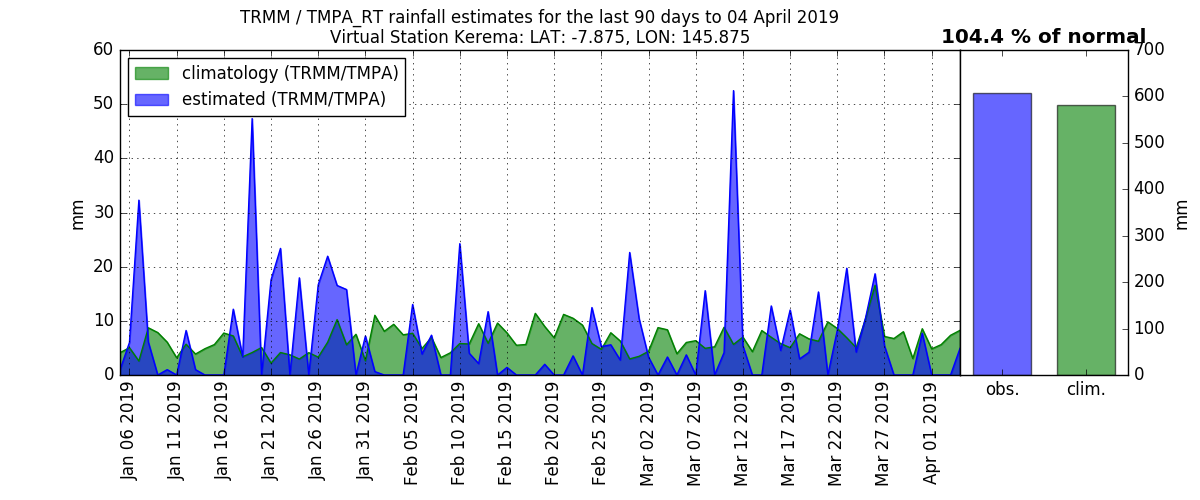 TRMM / TMPA_RT rainfall estimates for the last 90 days to 04 April 2019
Virtual Station Kerema: LAT: -7.875, LON: 145.875
104.4 % of normal
climatology (TRMM/TMPA)
estimated (TRMM/TMPA)
60
50
40
30
20
10
0
mm
Jan 06 2019
Jan 11 2019
Jan 16 2019
Jan 21 2019
Jan 26 2019
Jan 31 2019
Feb 05 2019
Feb 10 2019
Feb 15 2019
Feb 20 2019
Feb 25 2019
Mar 02 2019
Mar 07 2019
Mar 12 2019
Mar 17 2019
Mar 22 2019
Mar 27 2019
Apr 01 2019
700
600
500
400
300
200
100
0
mm
obs.
clim.